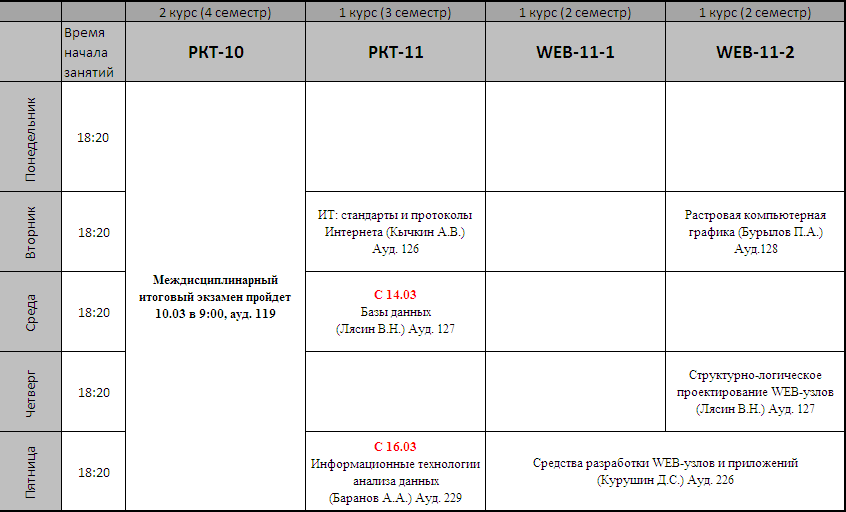 2 курс (4 семестр)
1 курс (3 семестр)
1 курс (2 семестр)
1 курс (2 семестр)
Время
начала
занятий
РКТ-10
РКТ-11
WEB-11-1
WEB-11-2
Понедельник
18:20
Вторник
18:20
ИТ: стандарты и протоколы
Интернета (Кычкин А.В.)
Ауд. 126
Растровая компьютерная
графика (Бурылов П.А.)
Ауд.128
Междисциплинарный
итоговый экзамен пройдет
10.03 в 9:00, ауд. 119
Среда
18:20
С 14.03
Базы данных
(Лясин В.Н.) Ауд. 127
Четверг
18:20
Структурно-логическое
проектирование WEB-узлов
(Лясин В.Н.) Ауд. 127
Пятница
18:20
С 16.03
Информационные технологии
анализа данных
(Баранов А.А.) Ауд. 229
Средства разработки WEB-узлов и приложений
(Курушин Д.С.) Ауд. 226